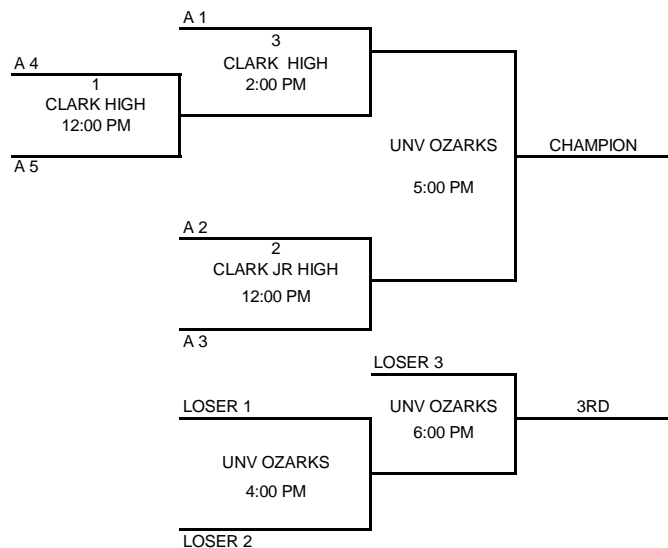 A 1
3
CLARK HIGH
2:00 PM
A 4
1
CLARK HIGH
12:00 PM
A 5
UNV OZARKS
5:00 PM
CHAMPION
A 2
2
CLARK JR HIGH
12:00 PM
A 3
LOSER 3
UNV OZARKS
6:00 PM
3RD
LOSER 1
UNV OZARKS
4:00 PM
LOSER 2